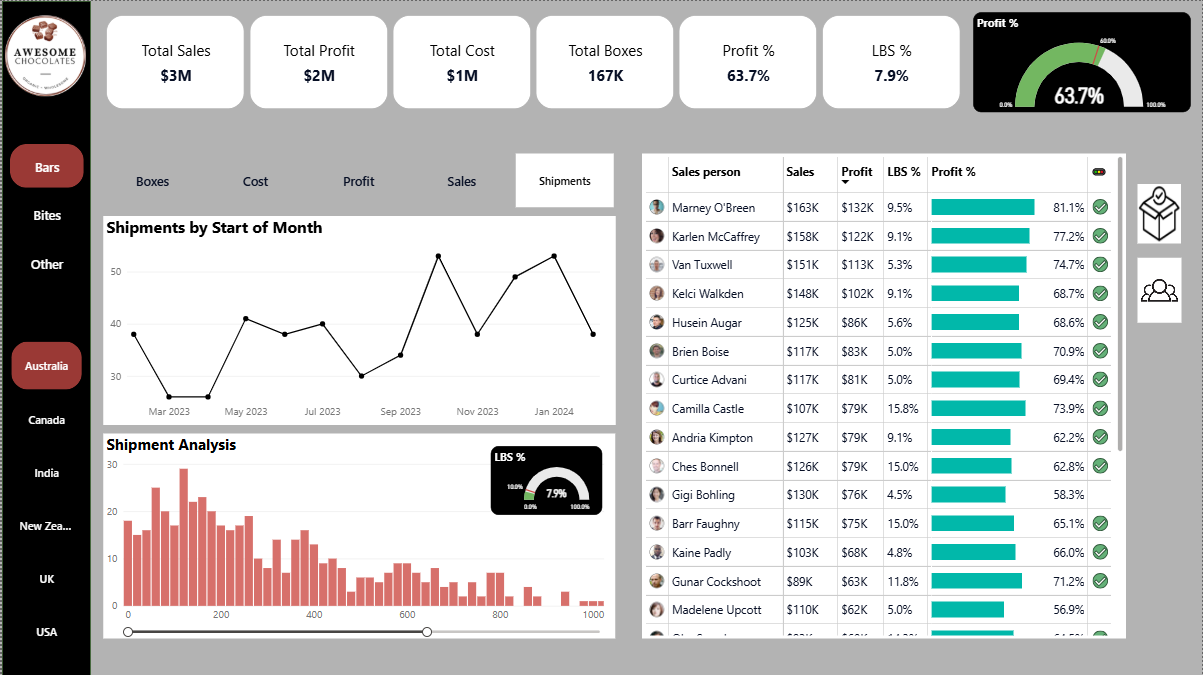 AWESOME
CHOCOLATES
Bars
Bites
Other
Australia
Canada
India
New Zea...
UK
USA
Total Sales
$3M
Total Profit
$2M
Total Cost
$1M
Total Boxes
167K
Profit %
63.7%
LBS %
7.9%
Profit %
60.0%
0.0%
63.7%
100.0%
Boxes Cost Profit Sales Shipments
Shipments by Start of Month
50
40
30
Mar 2023 May 2023 Jul 2023 Sep 2023 Nov 2023 Jan 2024
Shipment Analysis
30
20
10
0
0 200 400 600 800 1000
LBS %
10.0%
7.9%
0.0% 100.0%
Sales person Sales Profit LBS % Profit %
Marney O'Breen $163K $132K 9.5% 81.1%
Karlen McCaffrey $158K $122K 9.1% 77.2%
Van Tuxwell $151K $113K 5.3% 74.7%
Kelci Walkden $148K $102K 9.1% 68.7%
Husein Augar $125K $86K 5.6% 68.6%
Brien Boise $117K $83K 5.0% 70.9%
Curtice Advani $117K $81K 5.0% 69.4%
Camilla Castle $107K $79K 15.8% 73.9%
Andria Kimpton $127K $79K 9.1% 62.2%
Ches Bonnell $126K $79K 15.0% 62.8%
Gigi Bohling $130K $76K 4.5% 58.3%
Barr Faughny $115K $75K 15.0% 65.1%
Kaine Padly $103K $68K 4.8% 66.0%
Gunar Cockshoot $89K $63K 11.8% 71.2%
Madelene Upcott $110K $62K 5.0% 56.9%